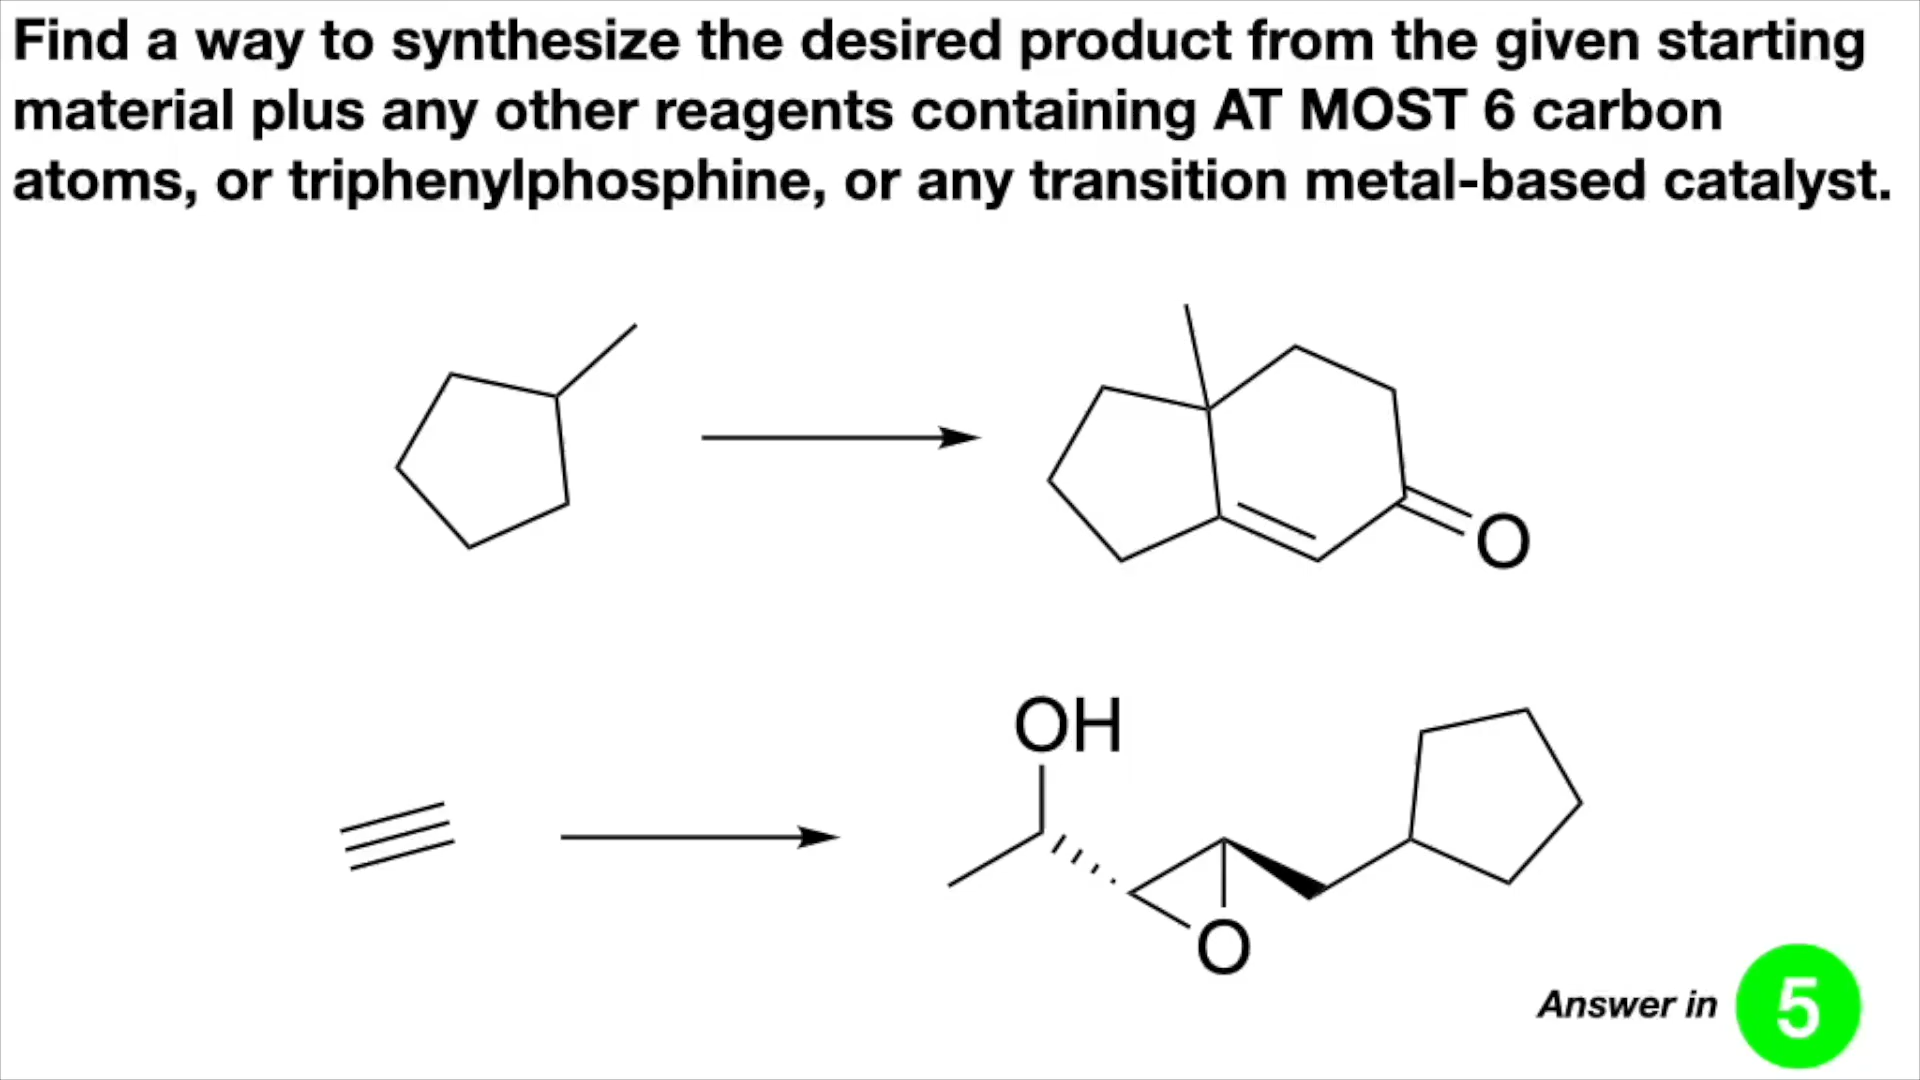 Find a way to synthesize the desired product from the given starting
material plus any other reagents containing AT MOST 6 carbon
atoms, or triphenylphosphine, or any transition metal-based catalyst.
O
OH
O
Answer in 5